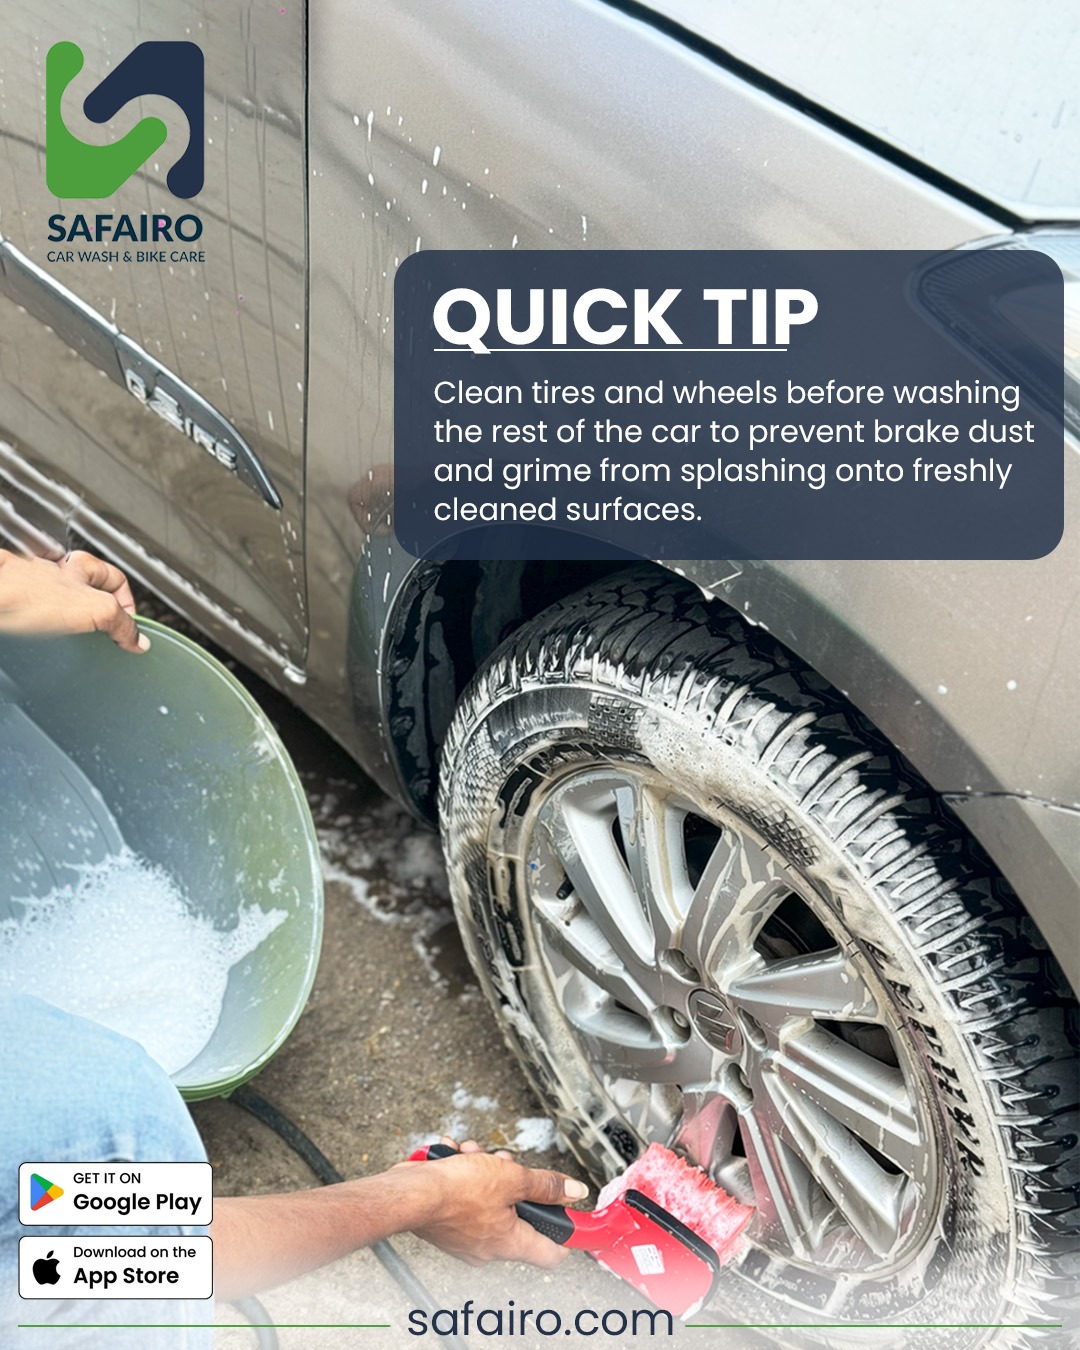 SAFAIRO
CAR WASH & BIKE CARE
QUICK TIP
Clean tires and wheels before washing
the rest of the car to prevent brake dust
and grime from splashing onto freshly
cleaned surfaces.
GET IT ON
Google Play
Download on the
App Store
safairo.com